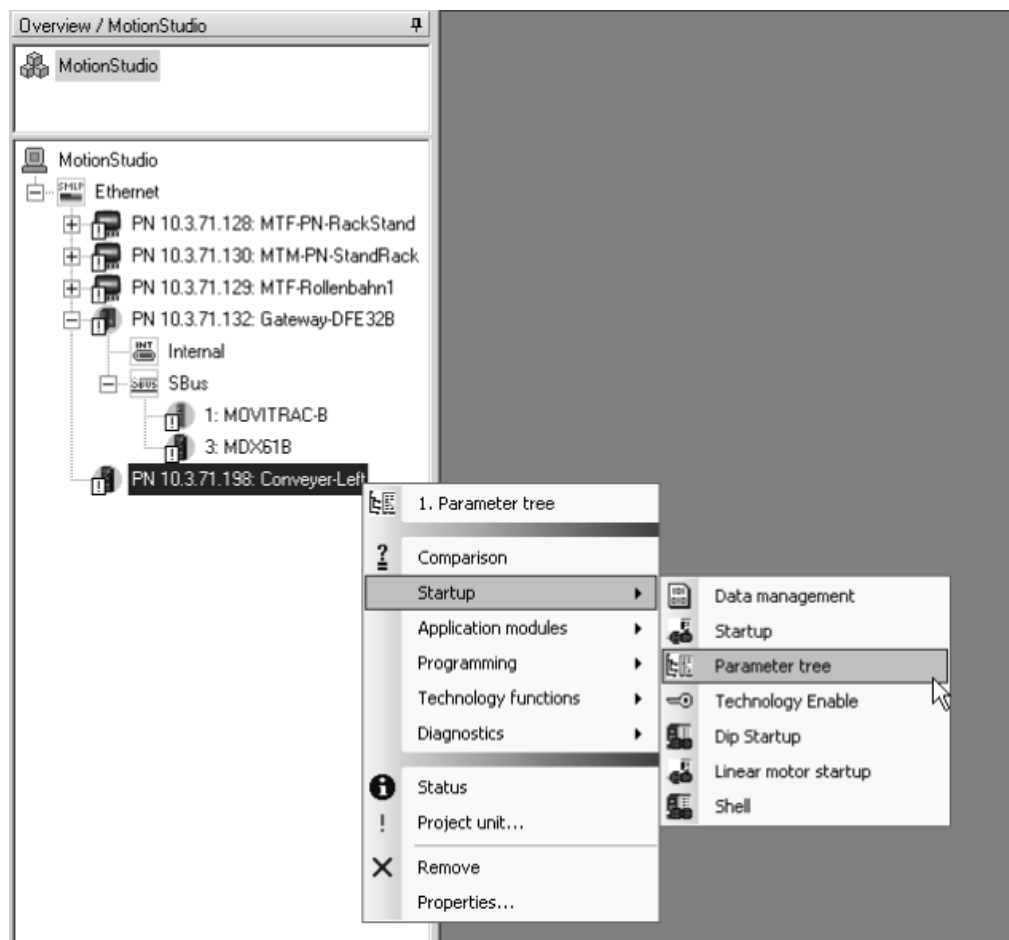 Overview / MotionStudio
MotionStudio
MotionStudio
SMLP
Ethernet
PN 10.3.71.128: MTF-PN-RackStand
PN 10.3.71.130: MTM-PN-StandRack
PN 10.3.71.129: MTF-Rollenbahn1
PN 10.3.71.132: Gateway-DFE32B
INT
Internal
SBUS
SBus
1: MOVITRAC-B
3: MDX61B
PN 10.3.71.198: Conveyer-Left
1. Parameter tree
Comparison
Startup
Application modules
Programming
Technology functions
Diagnostics
Status
Project unit...
Remove
Properties...
Data management
Startup
Parameter tree
Technology Enable
Dip Startup
Linear motor startup
Shell